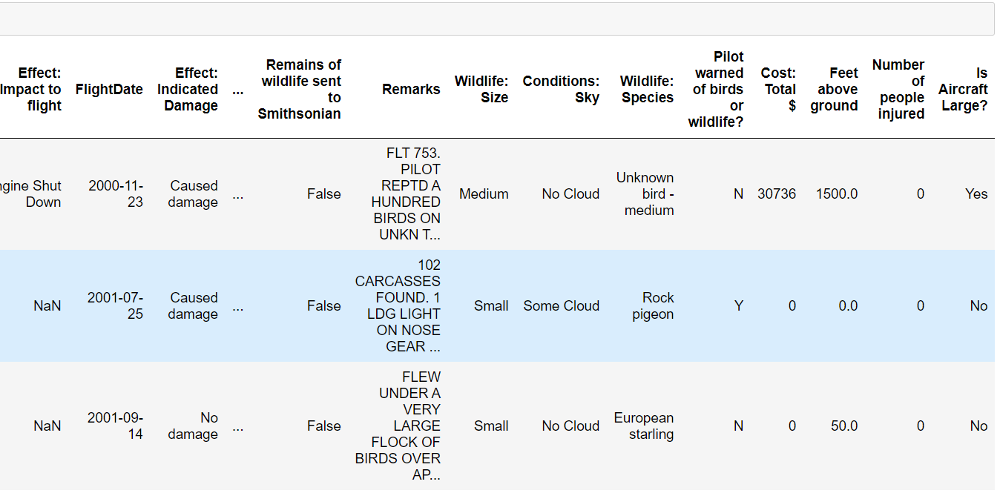 Effect: Impact to flight
FlightDate
Effect: Indicated Damage
...
Remains of wildlife sent to Smithsonian
Remarks
Wildlife: Size
Conditions: Sky
Wildlife: Species
Pilot warned of birds or wildlife?
Cost: Total $
Feet above ground
Number of people injured
Is Aircraft Large?
ngine Shut Down
2000-11-23
Caused damage
...
False
FLT 753. PILOT REPTD A HUNDRED BIRDS ON UNKN T...
Medium
No Cloud
Unknown bird - medium
N
30736
1500.0
0
Yes
NaN
2001-07-25
Caused damage
...
False
102 CARCASSES FOUND. 1 LDG LIGHT ON NOSE GEAR ...
Small
Some Cloud
Rock pigeon
Y
0
0.0
0
No
NaN
2001-09-14
No damage
...
False
FLEW UNDER A VERY LARGE FLOCK OF BIRDS OVER AP...
Small
No Cloud
European starling
N
0
50.0
0
No